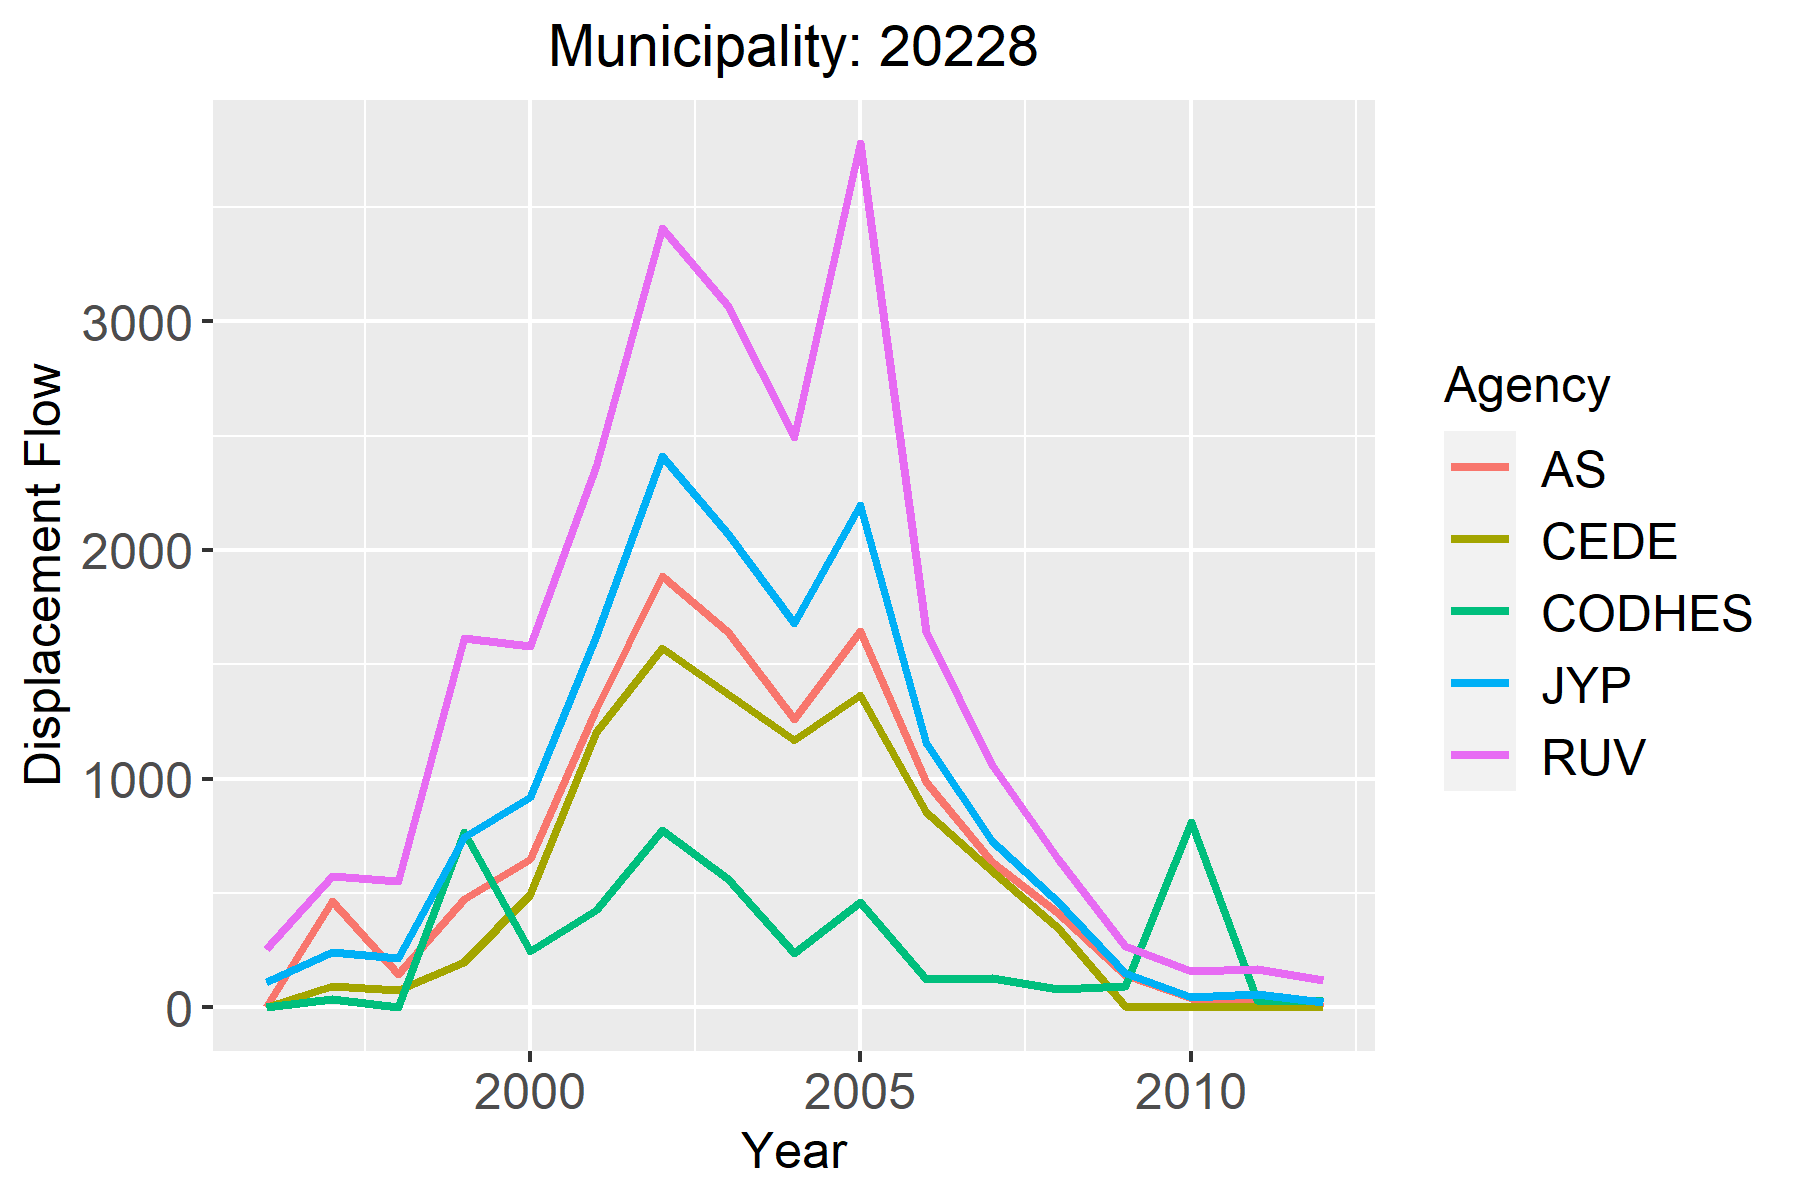 Municipality: 20228
Displacement Flow
3000
2000
1000
0
2000 2005 2010
Year
Agency
AS
CEDE
CODHES
JYP
RUV